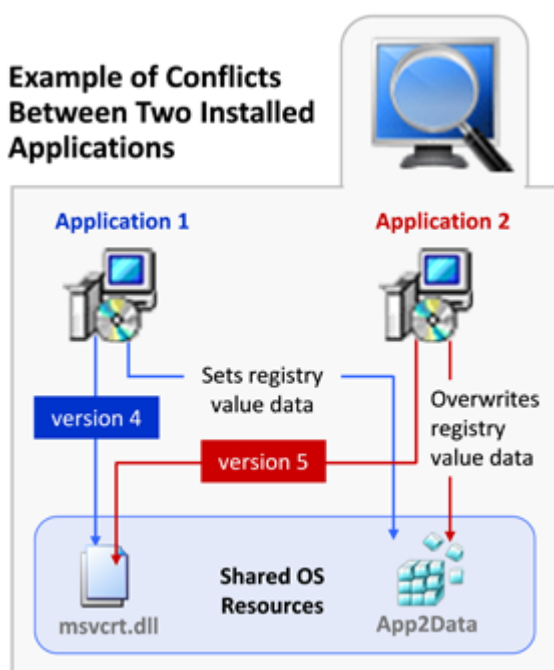 Example of Conflicts
Between Two Installed
Applications
Application 1
Application 2
Sets registry
value data
Overwrites
registry
value data
version 4
version 5
Shared OS
Resources
msvcrt.dll
App2Data